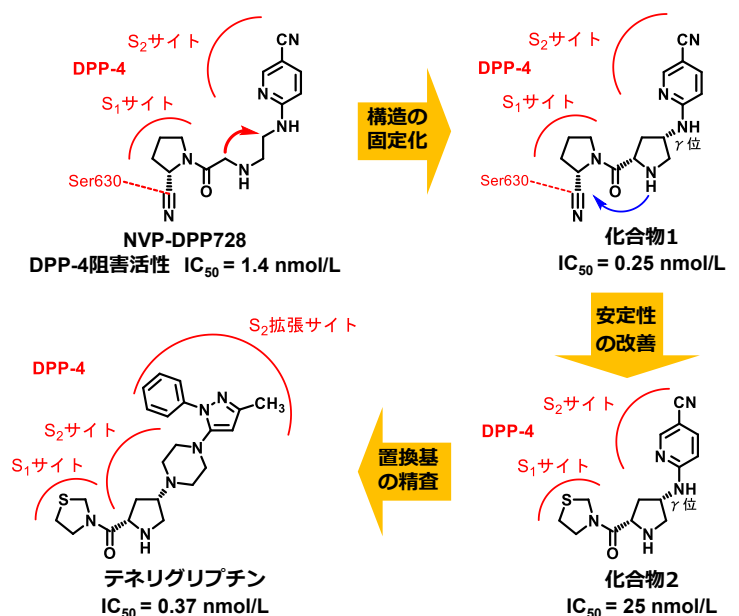 S₂サイト
DPP-4
S₁サイト
CN
N
NH
N
O
N
H
Ser630
N
NVP-DPP728
DPP-4阻害活性 IC₅₀ = 1.4 nmol/L
構造の
固定化
S₂サイト
DPP-4
S₁サイト
CN
N
NH
γ 位
N
O
N
H
Ser630
N
化合物1
IC₅₀ = 0.25 nmol/L
安定性
の改善
S₂サイト
DPP-4
S₁サイト
CN
N
NH
γ 位
S
N
O
N
H
化合物2
IC₅₀ = 25 nmol/L
置換基
の精査
S₂拡張サイト
DPP-4
N
N
CH₃
S₂サイト
N
S₁サイト
N
S
N
O
N
H
テネリグリプチン
IC₅₀ = 0.37 nmol/L